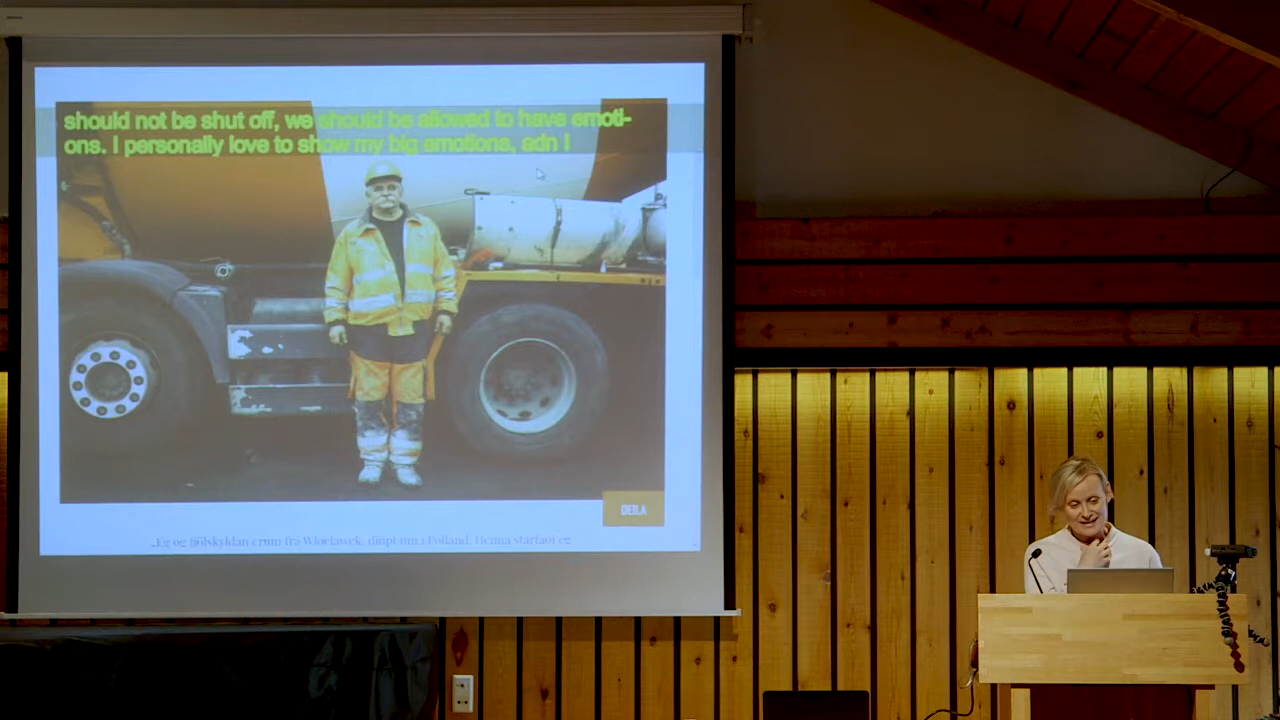 should not be shut off, we should be allowed to have emoti-
ons. I personally love to show my big emotions, adn I
DEILA
„Ég og fjölskyldan erum frá Wloclawek, djúpt inn í Póllandi. Heima starfaði ég